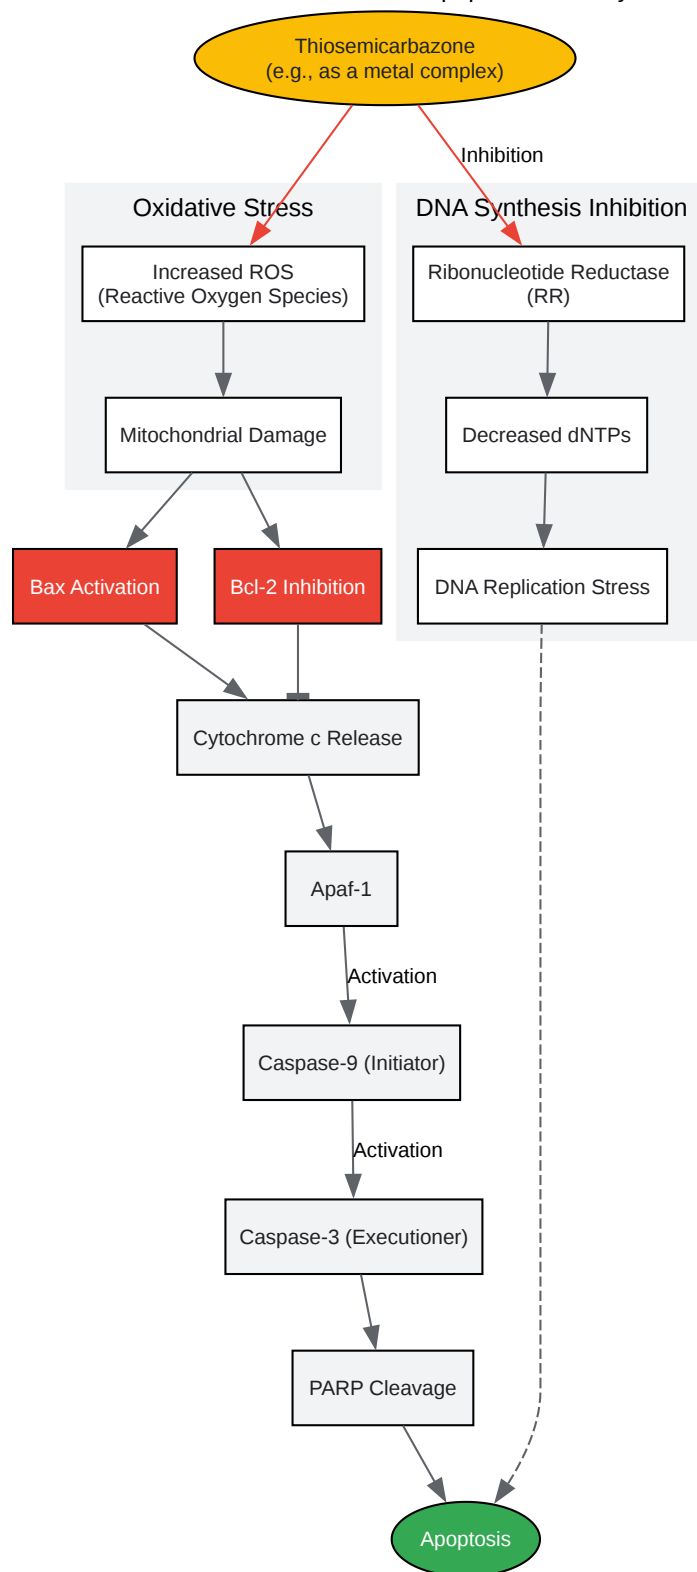 Thiosemicarbazone
(e.g., as a metal complex)
Inhibition
Oxidative Stress
DNA Synthesis Inhibition
Increased ROS
(Reactive Oxygen Species)
Ribonucleotide Reductase
(RR)
Mitochondrial Damage
Decreased dNTPs
Bax Activation
Bcl-2 Inhibition
DNA Replication Stress
Cytochrome c Release
Apaf-1
Activation
Caspase-9 (Initiator)
Activation
Caspase-3 (Executioner)
PARP Cleavage
Apoptosis